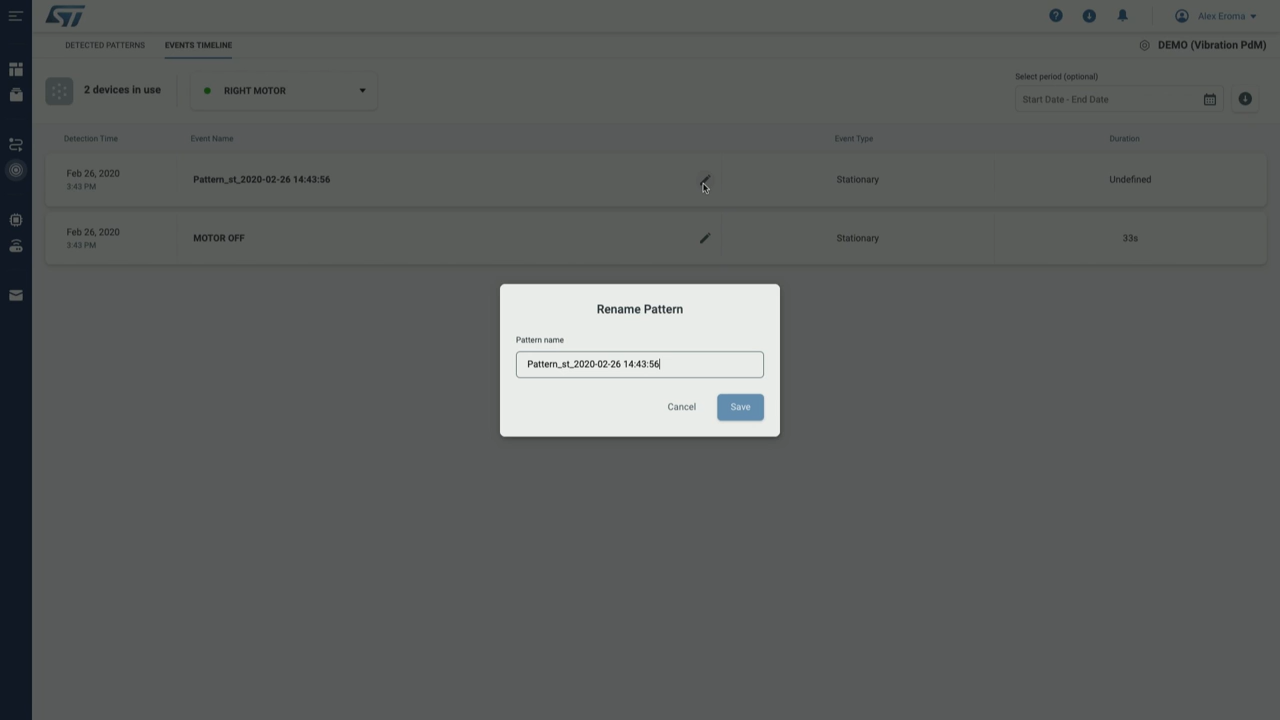 ST
Alex Eroma
DETECTED PATTERNS
EVENTS TIMELINE
DEMO (Vibration PdM)
2 devices in use
RIGHT MOTOR
Select period (optional)
Start Date - End Date
Detection Time
Event Name
Event Type
Duration
Feb 26, 2020
3:43 PM
Pattern_st_2020-02-26 14:43:56
Stationary
Undefined
Feb 26, 2020
3:43 PM
MOTOR OFF
Stationary
33s
Rename Pattern
Pattern name
Pattern_st_2020-02-26 14:43:56
Cancel
Save